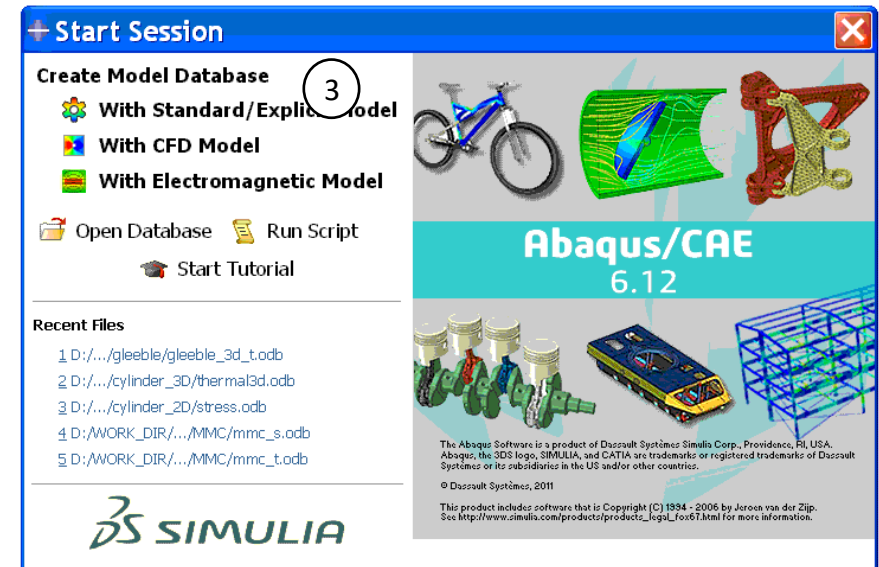 Start Session
Create Model Database
3
With Standard/Explicit Model
With CFD Model
With Electromagnetic Model
Open Database Run Script
Start Tutorial
Recent Files
1 D:/.../gleeble/gleeble_3d_t.odb
2 D:/.../cylinder_3D/thermal3d.odb
3 D:/.../cylinder_2D/stress.odb
4 D:/WORK_DIR/.../MMC/mmc_s.odb
5 D:/WORK_DIR/.../MMC/mmc_t.odb
3S SIMULIA
Abaqus/CAE
6.12
The Abaqus Software is a product of Dassault Systèmes Simulia Corp., Providence, RI, USA.
Abaqus, the 3DS logo, SIMULIA, and CATIA are trademarks or registered trademarks of Dassault
Systèmes or its subsidiaries in the US and/or other countries.
© Dassault Systèmes, 2011
This product includes software that is Copyright (C) 1994 - 2006 by Jeroen van der Zijp.
See http://www.simulia.com/products/products_legal_fox67.html for more information.